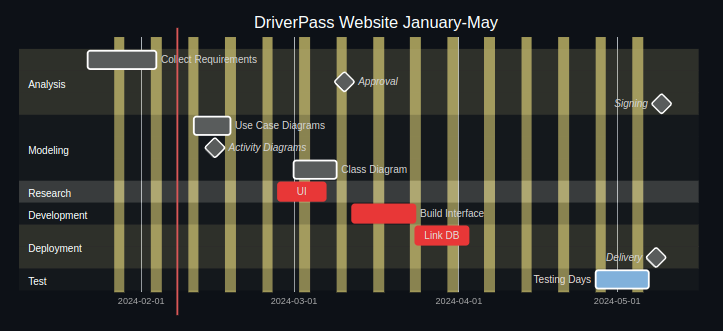 DriverPass Website January-May
Analysis
Collect Requirements
Approval
Signing
Modeling
Use Case Diagrams
Activity Diagrams
Class Diagram
Research
UI
Development
Build Interface
Deployment
Link DB
Delivery
Test
Testing Days
2024-02-01
2024-03-01
2024-04-01
2024-05-01